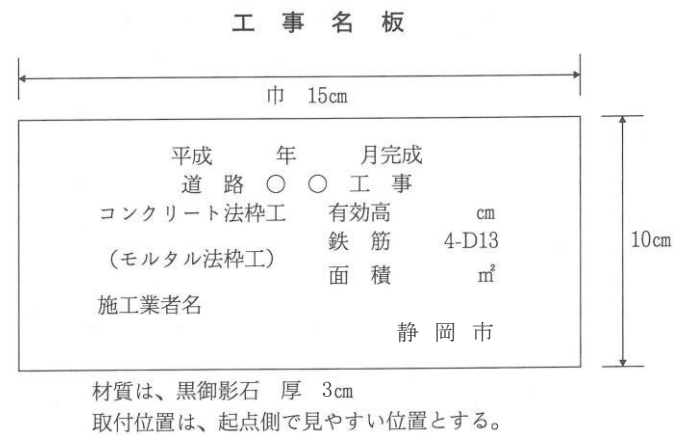 工 事 名 板
巾 15㎝
平成 年 月完成
道 路 ○ ○ 工 事
コンクリート法枠工 有効高 ㎝
鉄 筋 4-D13
(モルタル法枠工)
面 積 ㎡
施工業者名
静 岡 市
10㎝
材質は、黒御影石 厚 3㎝
取付位置は、起点側で見やすい位置とする。